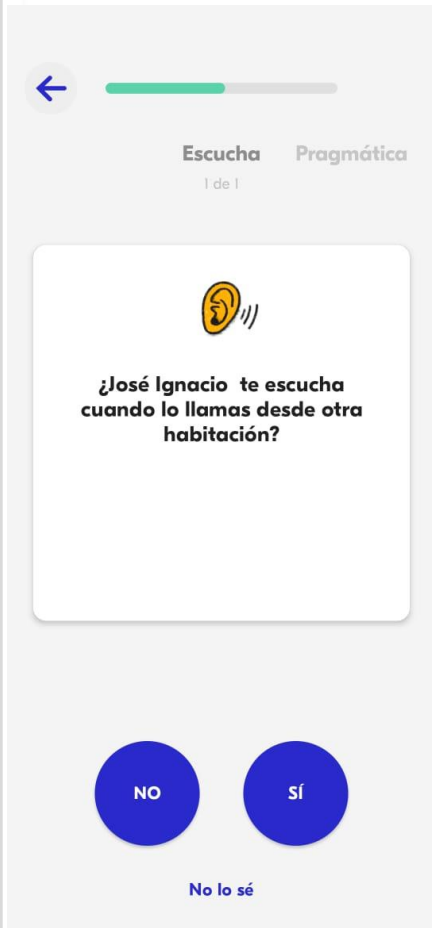 Escucha Pragmática
1 de 1
¿José Ignacio te escucha
cuando lo llamas desde otra
habitación?
NO SÍ
No lo sé